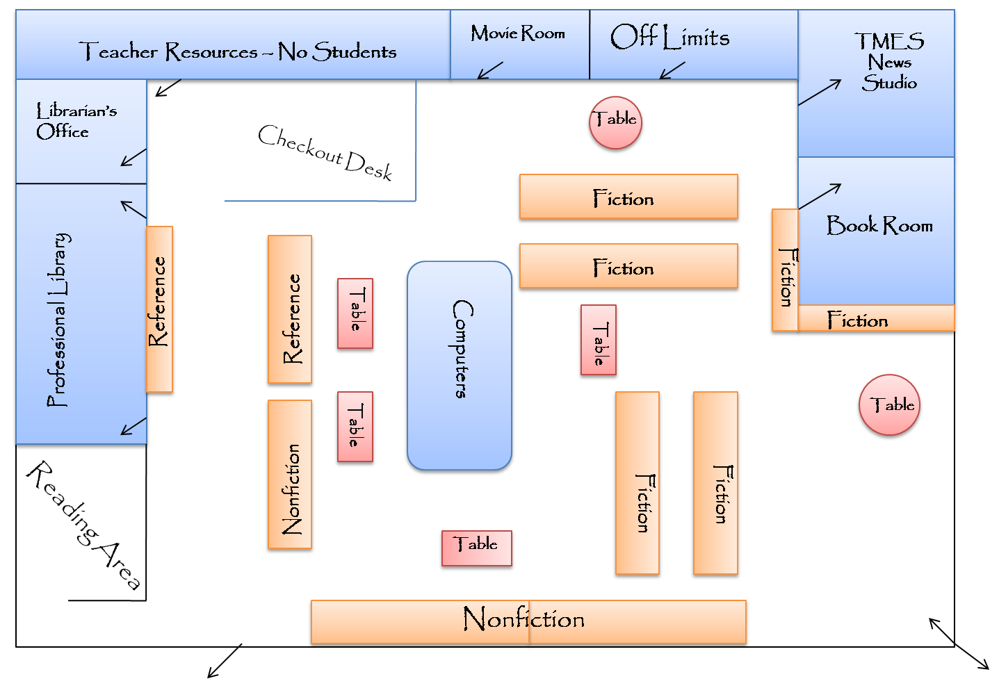 Teacher Resources – No Students
Movie Room
Off Limits
TMES
News
Studio
Librarian's
Office
Checkout Desk
Table
Fiction
Book Room
Fiction
Fiction
Fiction
Professional Library
Reference
Reference
Table
Computers
Table
Table
Nonfiction
Table
Fiction
Fiction
Table
Reading Area
Table
Nonfiction